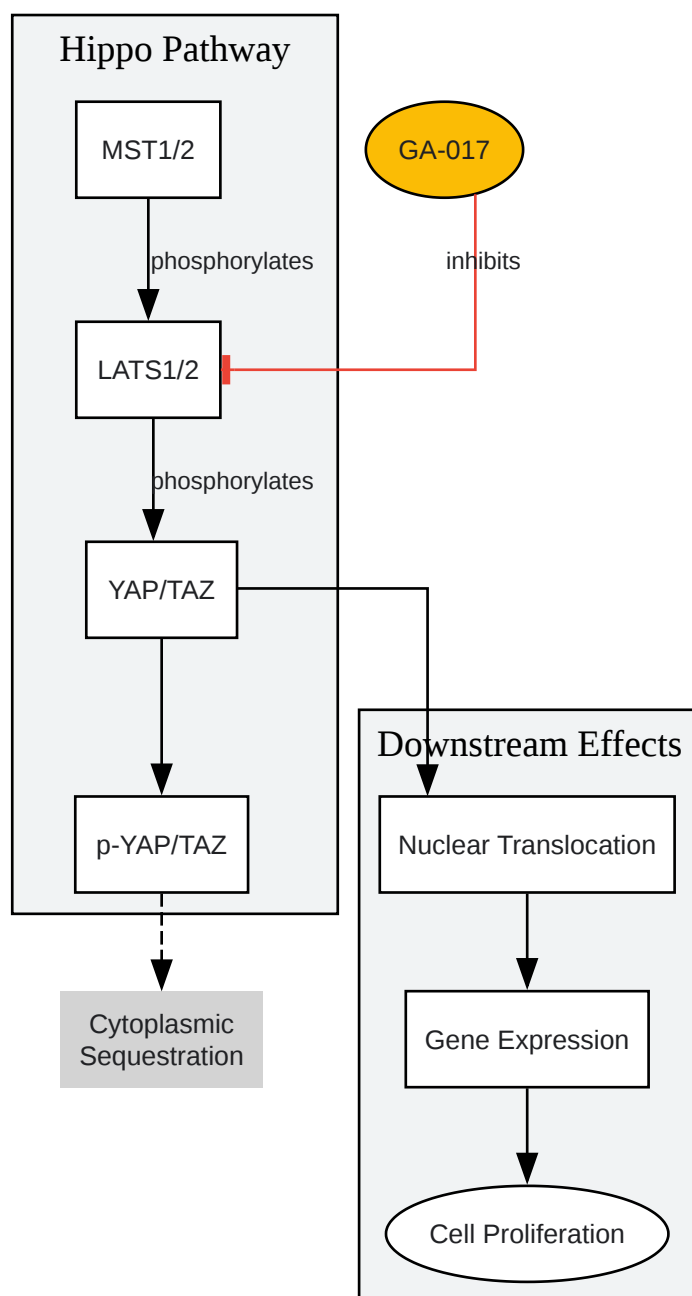 Hippo Pathway
MST1/2
GA-017
phosphorylates
inhibits
LATS1/2
phosphorylates
YAP/TAZ
Downstream Effects
p-YAP/TAZ
Nuclear Translocation
Cytoplasmic
Sequestration
Gene Expression
Cell Proliferation